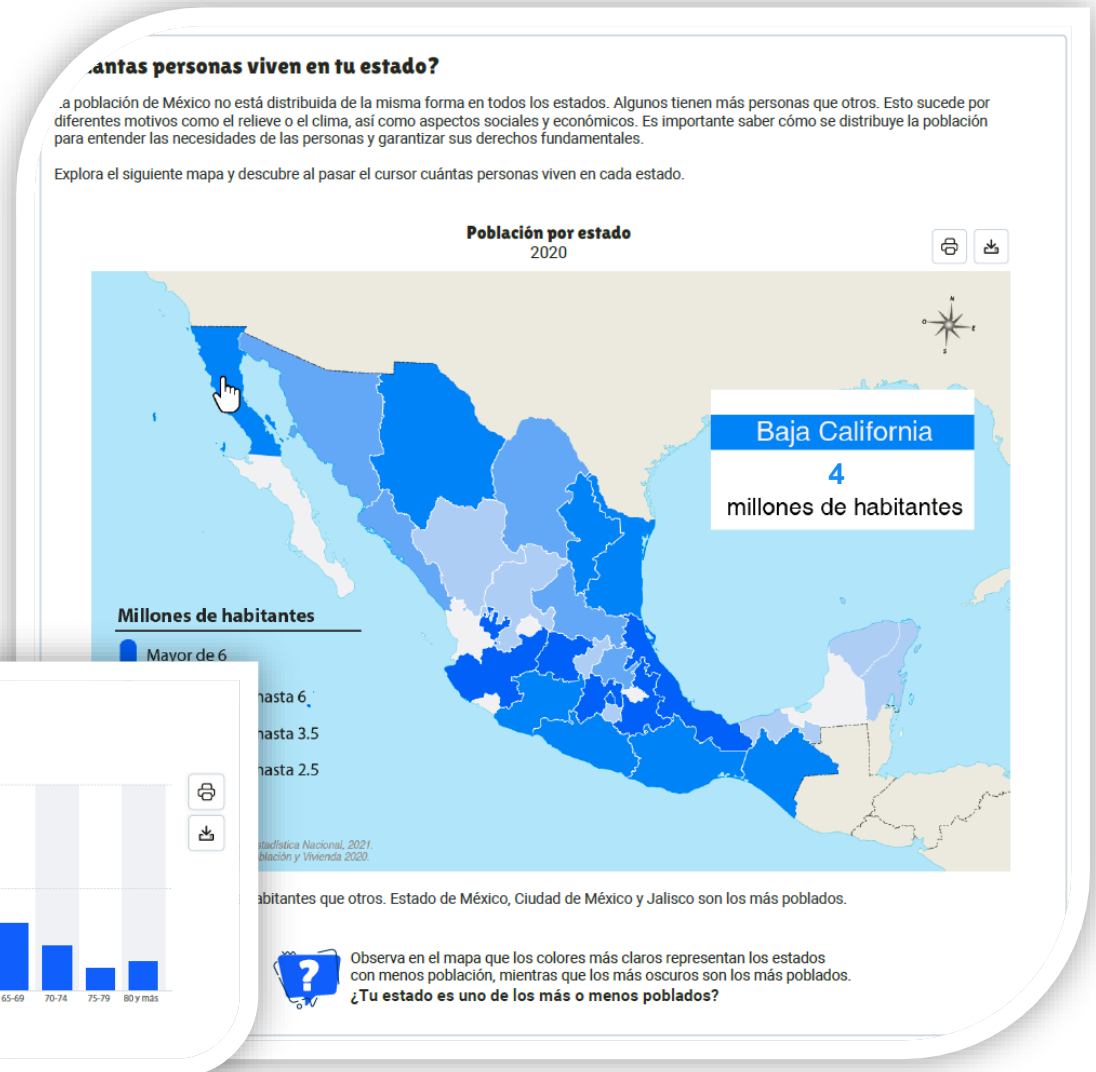 antas personas viven en tu estado?
a población de México no está distribuida de la misma forma en todos los estados. Algunos tienen más personas que otros. Esto sucede por
diferentes motivos como el relieve o el clima, así como aspectos sociales y económicos. Es importante saber cómo se distribuye la población
para entender las necesidades de las personas y garantizar sus derechos fundamentales.
Explora el siguiente mapa y descubre al pasar el cursor cuántas personas viven en cada estado.
Población por estado
2020
N
O
E
S
Baja California
4
millones de habitantes
Millones de habitantes
Mayor de 6
hasta 6
hasta 3.5
hasta 2.5
stadística Nacional, 2021.
blación y Vivienda 2020.
abitantes que otros. Estado de México, Ciudad de México y Jalisco son los más poblados.
?
Observa en el mapa que los colores más claros representan los estados
con menos población, mientras que los más oscuros son los más poblados.
¿Tu estado es uno de los más o menos poblados?
65-69 70-74 75-79 80 y más